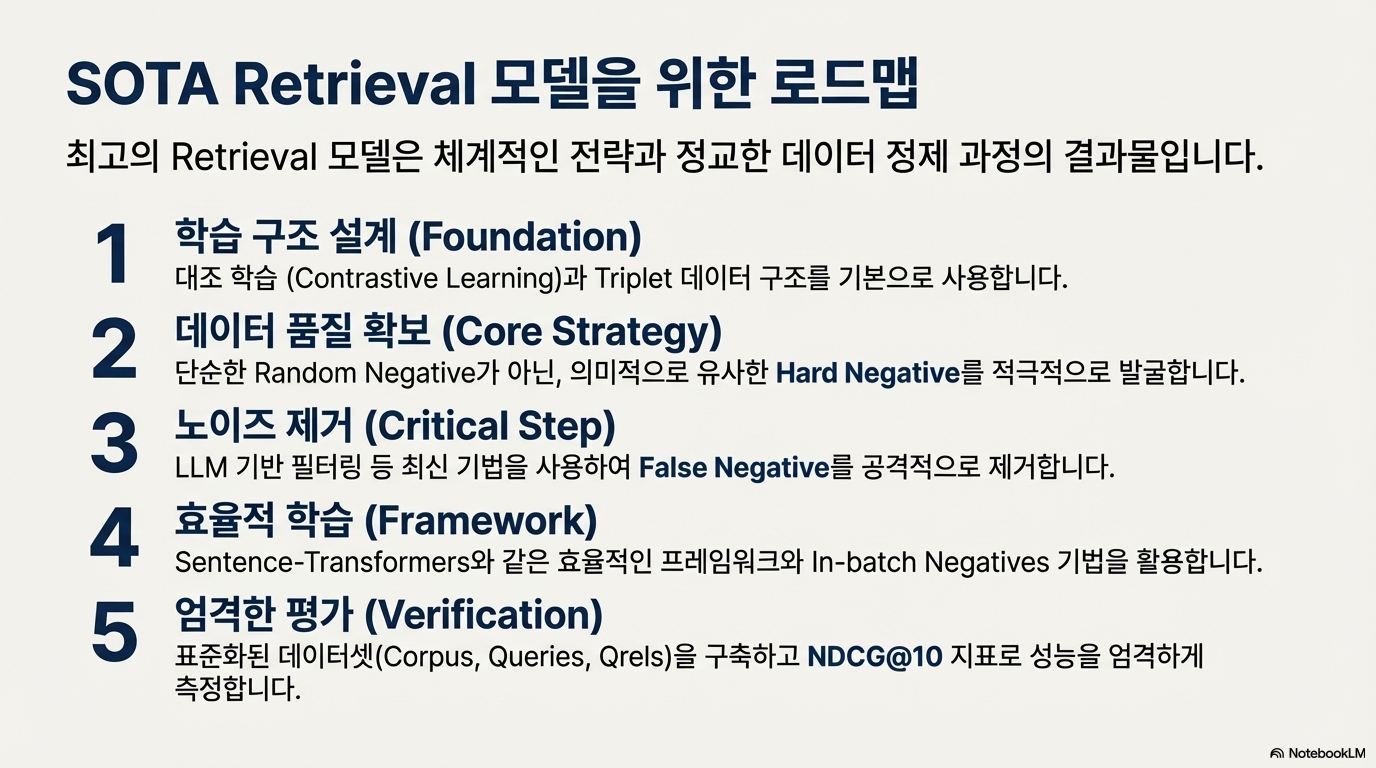 SOTA Retrieval 모델을 위한 로드맵
최고의 Retrieval 모델은 체계적인 전략과 정교한 데이터 정제 과정의 결과물입니다.
1
학습 구조 설계 (Foundation)
대조 학습 (Contrastive Learning)과 Triplet 데이터 구조를 기본으로 사용합니다.
2
데이터 품질 확보 (Core Strategy)
단순한 Random Negative가 아닌, 의미적으로 유사한 Hard Negative를 적극적으로 발굴합니다.
3
노이즈 제거 (Critical Step)
LLM 기반 필터링 등 최신 기법을 사용하여 False Negative를 공격적으로 제거합니다.
4
효율적 학습 (Framework)
Sentence-Transformers와 같은 효율적인 프레임워크와 In-batch Negatives 기법을 활용합니다.
5
엄격한 평가 (Verification)
표준화된 데이터셋(Corpus, Queries, Qrels)을 구축하고 NDCG@10 지표로 성능을 엄격하게
측정합니다.
NotebookLM